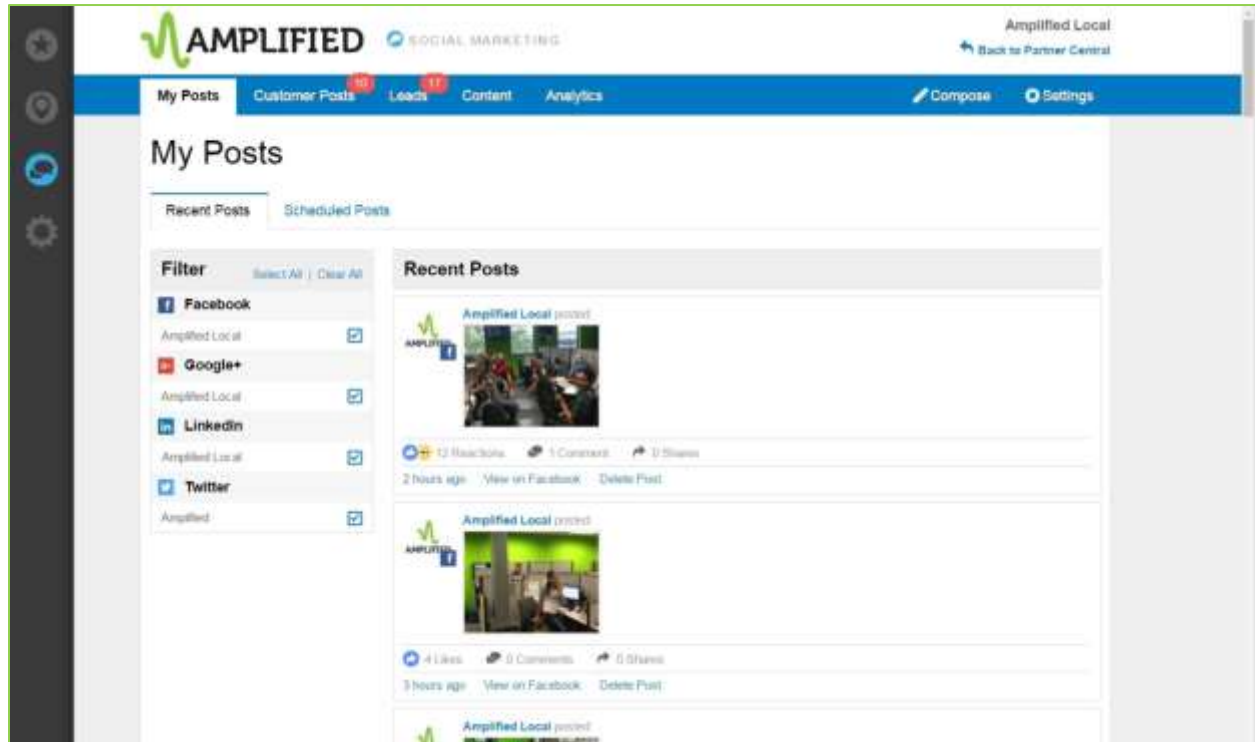 AMPLIFIED SOCIAL MARKETING
Amplified Local
Back to Partner Central
My Posts Customer Posts 10 Leads 17 Content Analytics Compose Settings
My Posts
Recent Posts Scheduled Posts
Filter Select All | Clear All
Facebook
Amplified Local
Google+
Amplified Local
LinkedIn
Amplified Local
Twitter
Amplified
Recent Posts
Amplified Local posted
AMPLIFIED
12 Reactions 1 Comment 0 Shares
2 hours ago View on Facebook Delete Post
Amplified Local posted
AMPLIFIED
4 Likes 0 Comments 0 Shares
3 hours ago View on Facebook Delete Post
Amplified Local posted